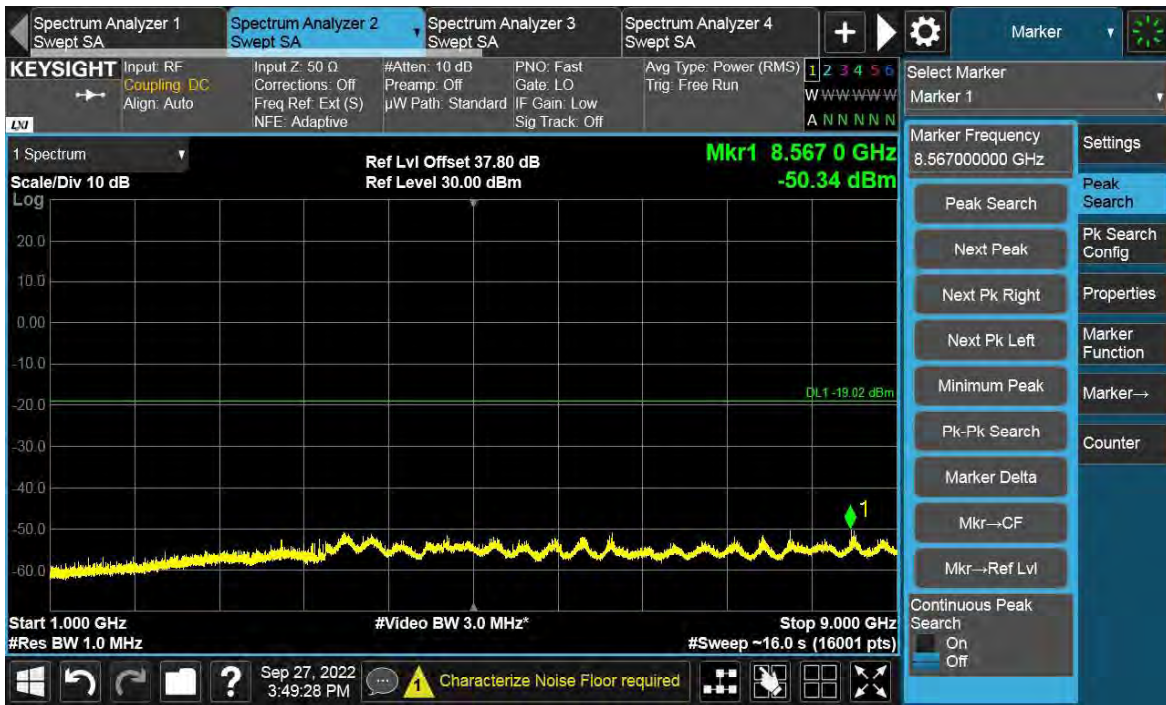 Spectrum Analyzer 1
Swept SA
Spectrum Analyzer 2
Swept SA
Spectrum Analyzer 3
Swept SA
Spectrum Analyzer 4
Swept SA
+
Marker
KEYSIGHT
LXI
Input: RF
Coupling: DC
Align: Auto
Input Z: 50 Ω
Corrections: Off
Freq Ref: Ext (S)
NFE: Adaptive
#Atten: 10 dB
Preamp: Off
µW Path: Standard
PNO: Fast
Gate: LO
IF Gain: Low
Sig Track: Off
Avg Type: Power (RMS)
Trig: Free Run
1 2 3 4 5 6
W W W W W W
A N N N N N
Select Marker
Marker 1
Marker Frequency
8.567000000 GHz
Peak Search
Next Peak
Next Pk Right
Next Pk Left
Minimum Peak
Pk-Pk Search
Marker Delta
Mkr→CF
Mkr→Ref Lvl
Continuous Peak
Search
On
Off
Settings
Peak
Search
Pk Search
Config
Properties
Marker
Function
Marker→
Counter
1 Spectrum
Scale/Div 10 dB
Log
Ref Lvl Offset 37.80 dB
Ref Level 30.00 dBm
Mkr1 8.567 0 GHz
-50.34 dBm
20.0
10.0
0.00
-10.0
DL1 -19.02 dBm
-20.0
-30.0
-40.0
1
-50.0
-60.0
Start 1.000 GHz
#Res BW 1.0 MHz
#Video BW 3.0 MHz*
Stop 9.000 GHz
#Sweep ~16.0 s (16001 pts)
?
Sep 27, 2022
3:49:28 PM
1
Characterize Noise Floor required